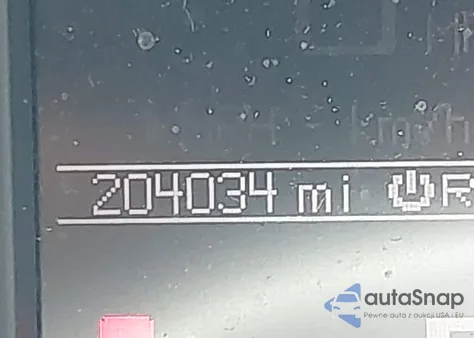 204034 mi
autaSnap
Pewne auta z aukcji USA i EU